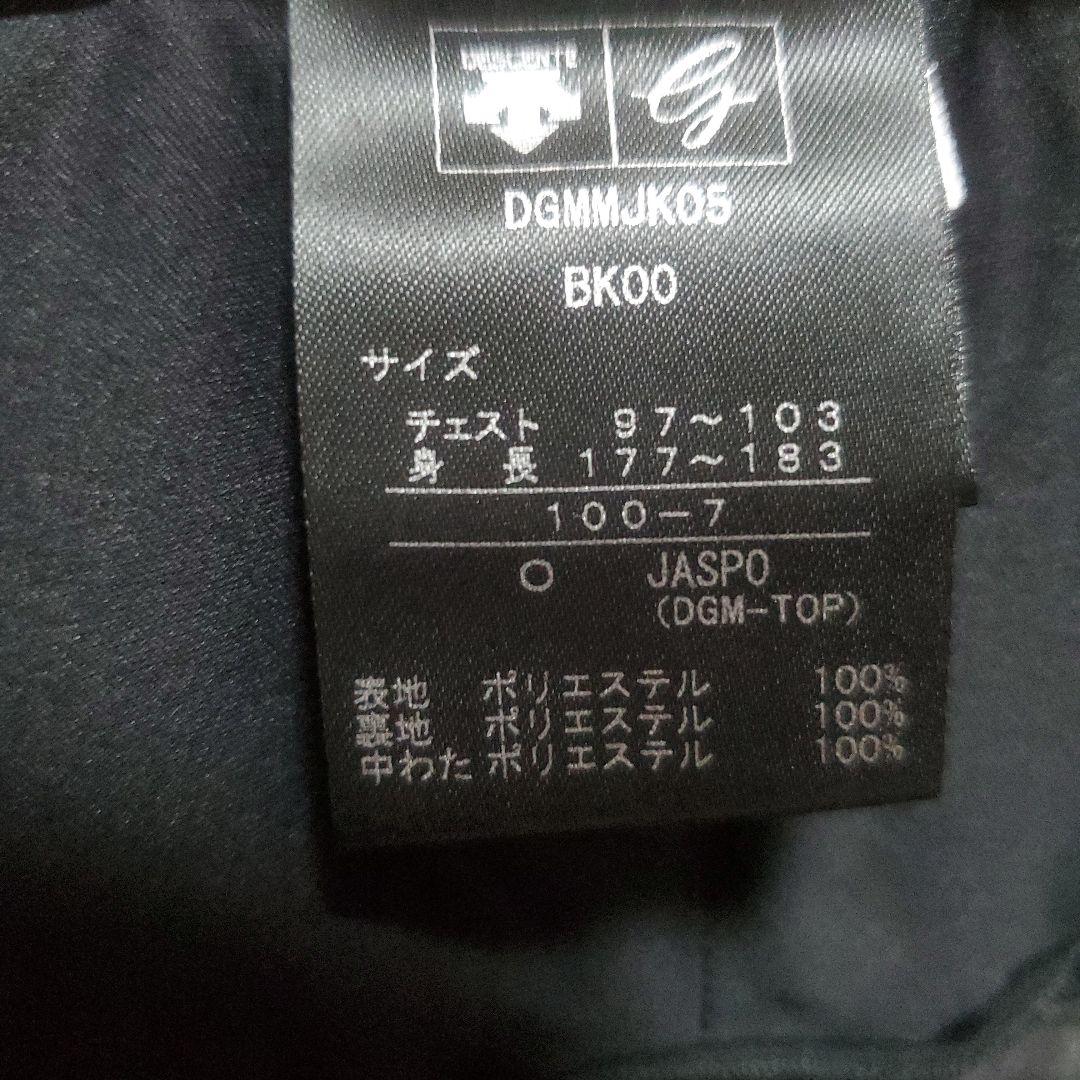 DESCENTE
DGMMJK05
BK00
サイズ
チェスト 97~103
身長 177~183
100-7
O JASPO
(DGM-TOP)
表地 ポリエステル 100%
裏地 ポリエステル 100%
中わた ポリエステル 100%